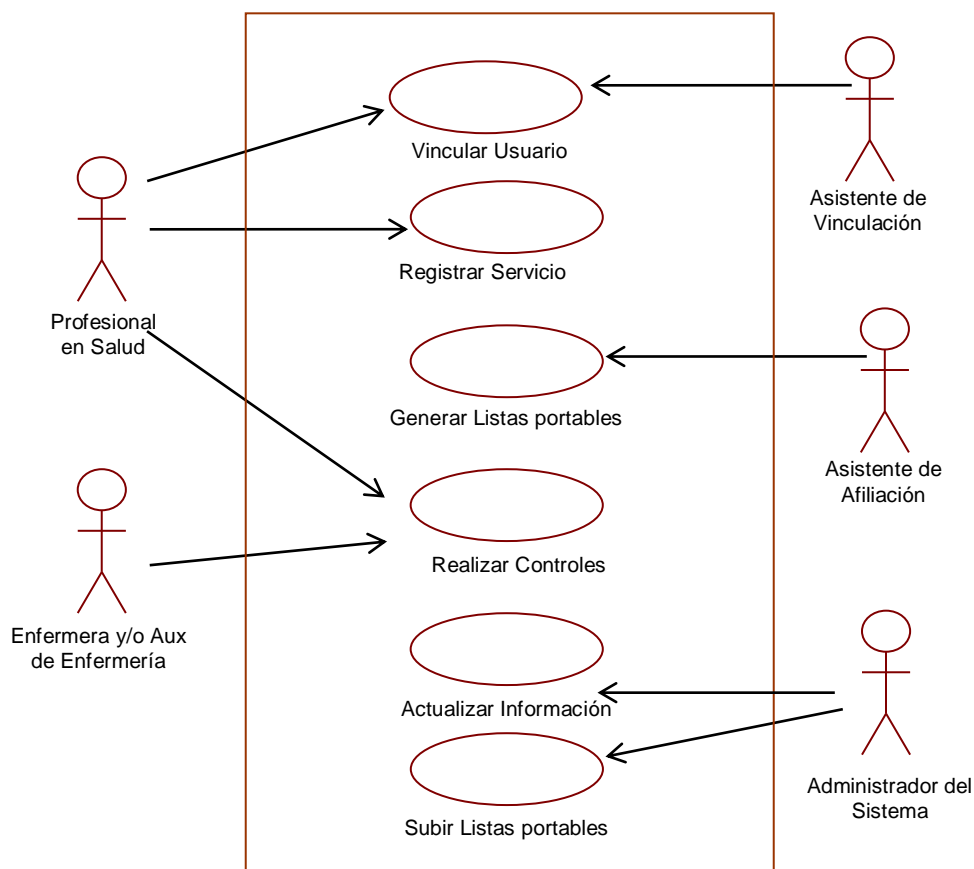 Vincular Usuario
Asistente de
Vinculación
Registrar Servicio
Profesional
en Salud
Generar Listas portables
Asistente de
Afiliación
Realizar Controles
Enfermera y/o Aux
de Enfermería
Actualizar Información
Administrador del
Sistema
Subir Listas portables